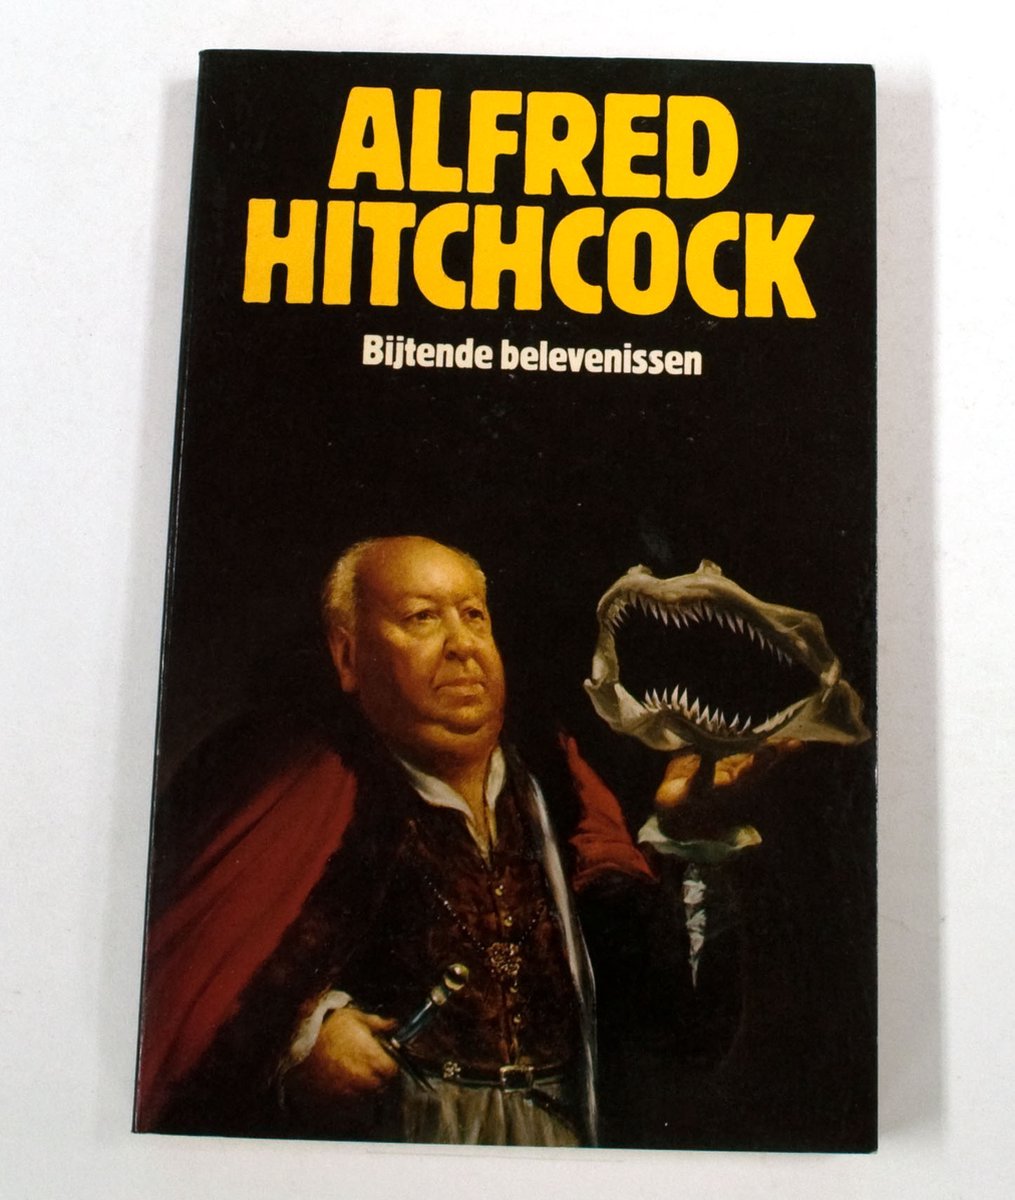 ALFRED
HITCHCOCK
Bijtende belevenissen